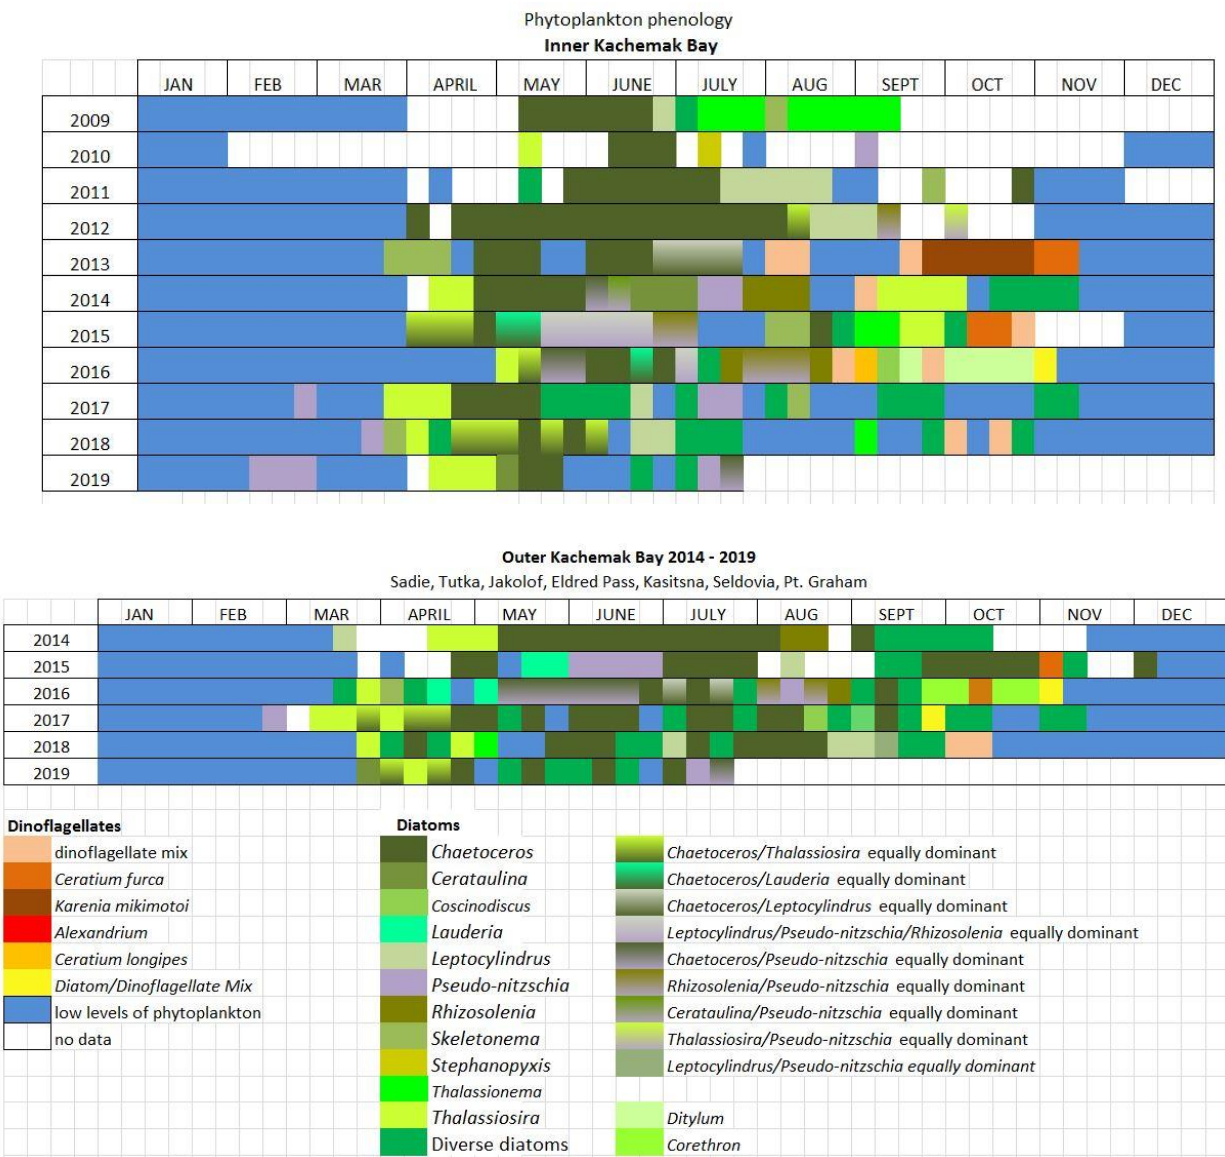 Phytoplankton phenology
Inner Kachemak Bay
JAN FEB MAR APRIL MAY JUNE JULY AUG SEPT OCT NOV DEC
2009
2010
2011
2012
2013
2014
2015
2016
2017
2018
2019
Outer Kachemak Bay 2014 - 2019
Sadie, Tutka, Jakolof, Eldred Pass, Kasitsna, Seldovia, Pt. Graham
JAN FEB MAR APRIL MAY JUNE JULY AUG SEPT OCT NOV DEC
2014
2015
2016
2017
2018
2019
Dinoflagellates
dinoflagellate mix
Ceratium furca
Karenia mikimotoi
Alexandrium
Ceratium longipes
Diatom/Dinoflagellate Mix
low levels of phytoplankton
no data
Diatoms
Chaetoceros
Cerataulina
Coscinodiscus
Lauderia
Leptocylindrus
Pseudo-nitzschia
Rhizosolenia
Skeletonema
Stephanopyxis
Thalassionema
Thalassiosira
Diverse diatoms
Chaetoceros/Thalassiosira equally dominant
Chaetoceros/Lauderia equally dominant
Chaetoceros/Leptocylindrus equally dominant
Leptocylindrus/Pseudo-nitzschia/Rhizosolenia equally dominant
Chaetoceros/Pseudo-nitzschia equally dominant
Rhizosolenia/Pseudo-nitzschia equally dominant
Cerataulina/Pseudo-nitzschia equally dominant
Thalassiosira/Pseudo-nitzschia equally dominant
Leptocylindrus/Pseudo-nitzschia equally dominant
Ditylum
Corethron